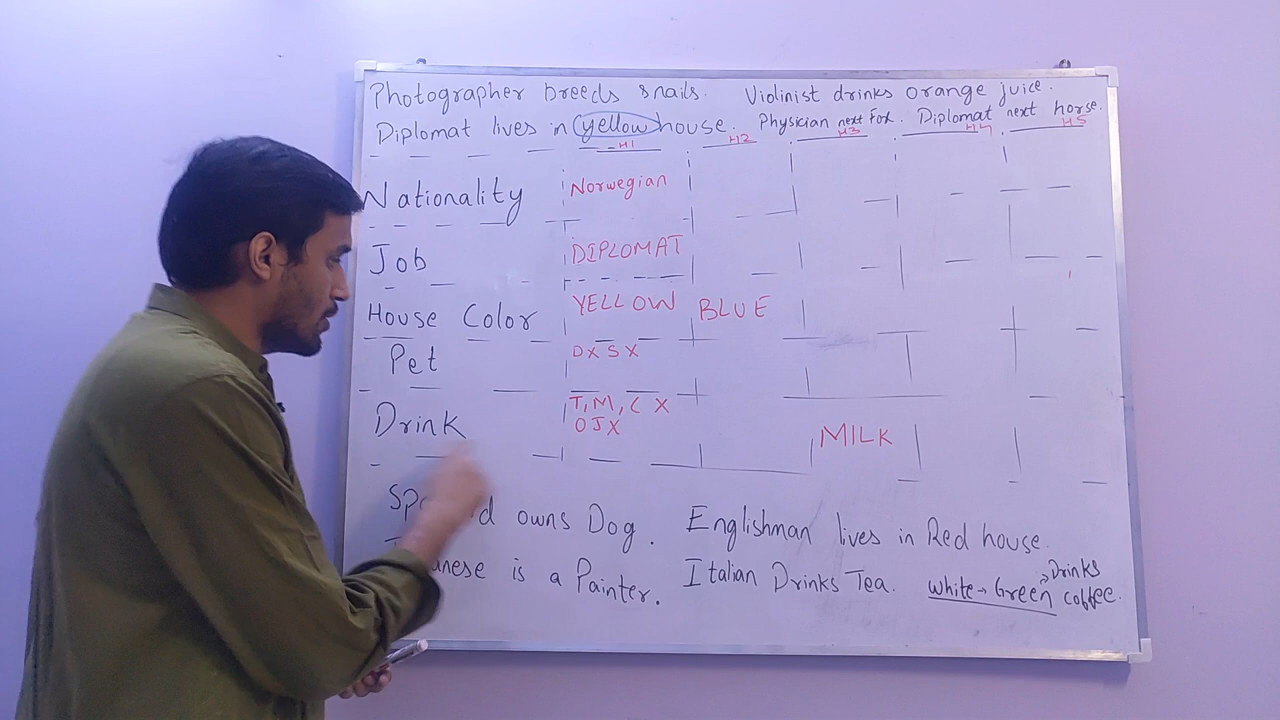 Photographer breeds snails. Violinist drinks orange juice.
Diplomat lives in yellow house. Physician next Fox. Diplomat next horse.
H1 H2 H3 H4 H5
Nationality Norwegian
Job DIPLOMAT
House Color YELLOW BLUE
Pet D X S X
Drink T, M, C X
OJ X MILK
owns Dog. Englishman lives in Red house.
is a Painter. Italian Drinks Tea. White → Green → Drinks
coffee.